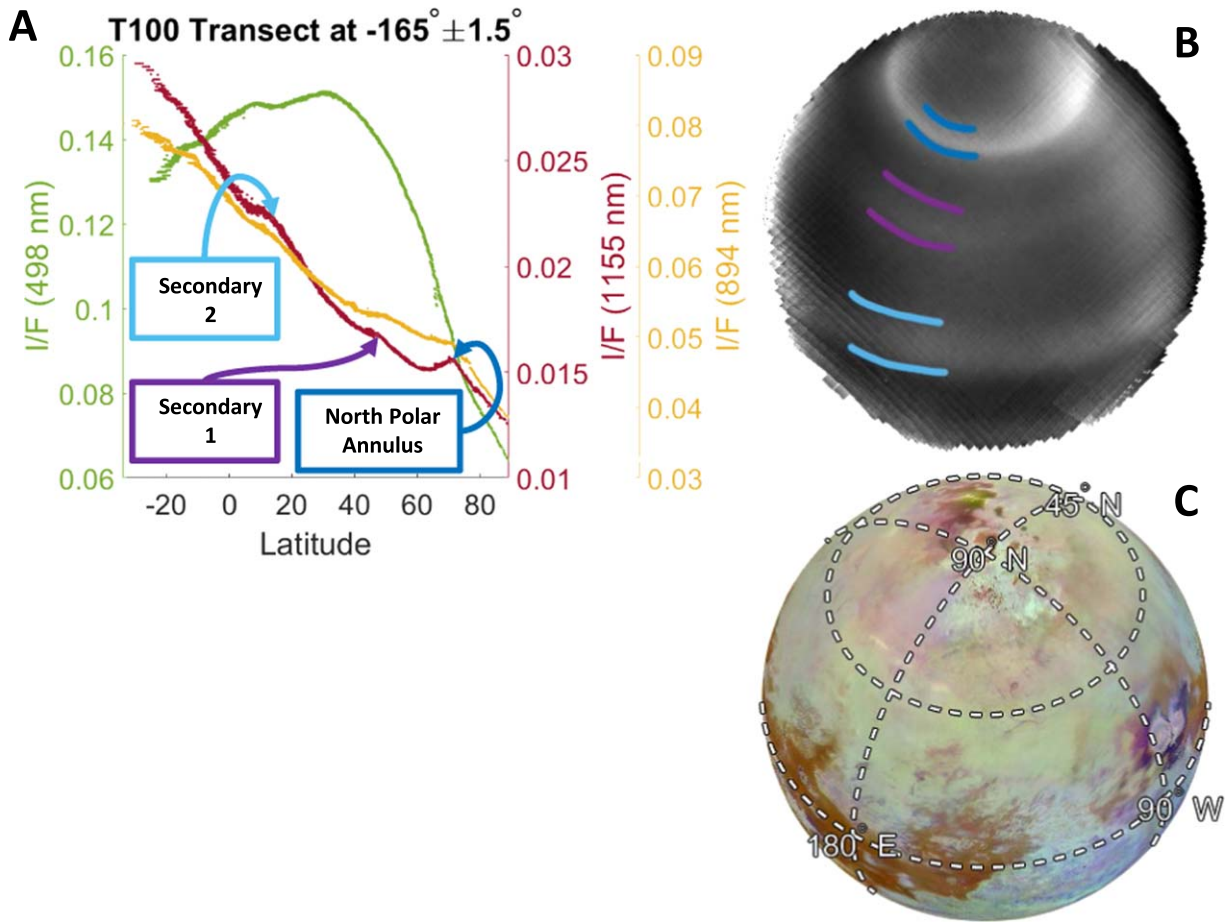 A
T100 Transect at -165°±1.5°
I/F (498 nm)
0.16
0.14
0.12
0.1
0.08
0.06
0.03
0.025
0.02
0.015
0.01
I/F (1155 nm)
0.09
0.08
0.07
0.06
0.05
0.04
0.03
I/F (894 nm)
Secondary
2
Secondary
1
North Polar
Annulus
-20 0 20 40 60 80
Latitude
B
C
45° N
90° N
90° W
180° E